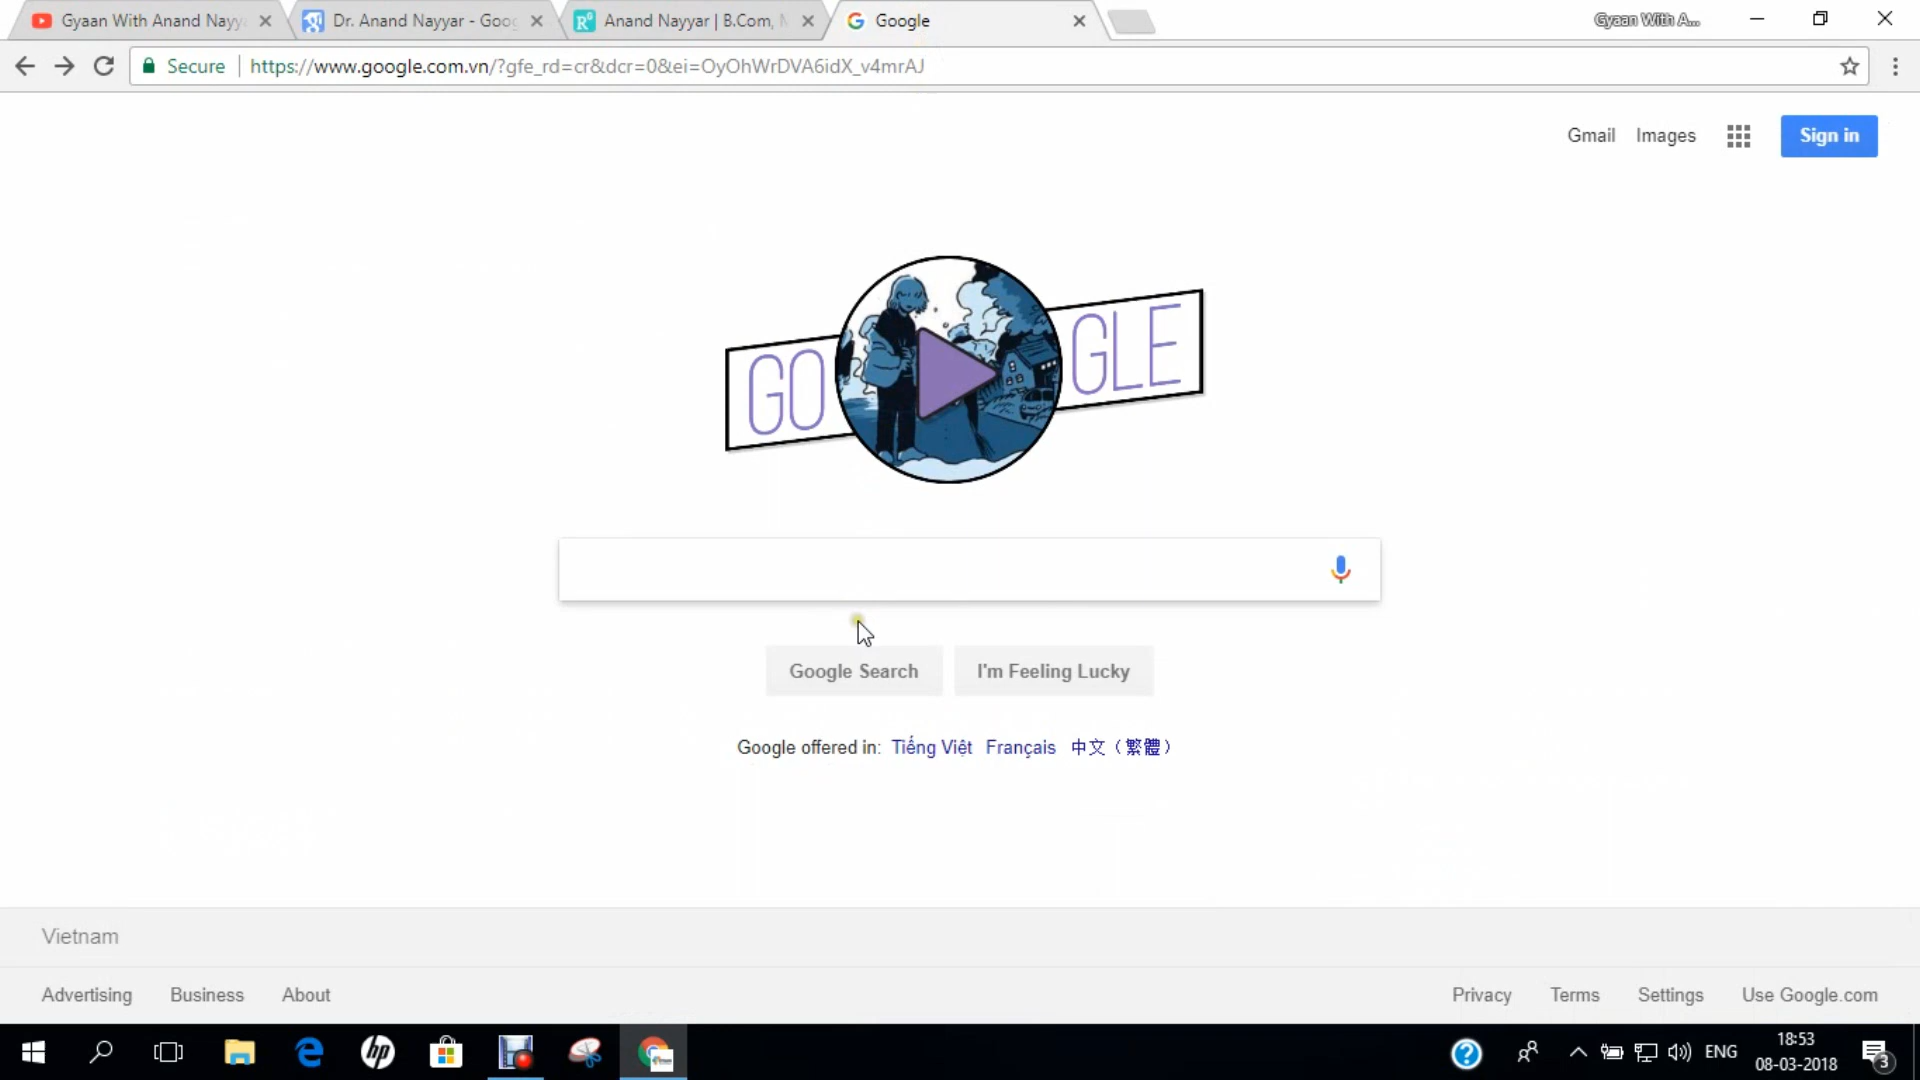 Gyaan With Anand Nayy
Dr. Anand Nayyar - Goo
Anand Nayyar | B.Com,
Google
Gyaan With A...
Secure
https://www.google.com.vn/?gfe_rd=cr&dcr=0&ei=OyOhWrDVA6idX_v4mrAJ
Gmail
Images
Sign in
GO
GLE
Google Search
I'm Feeling Lucky
Google offered in: Tiếng Việt Français 中文（繁體）
Vietnam
Advertising
Business
About
Privacy
Terms
Settings
Use Google.com
hp
ENG
18:53
08-03-2018
3